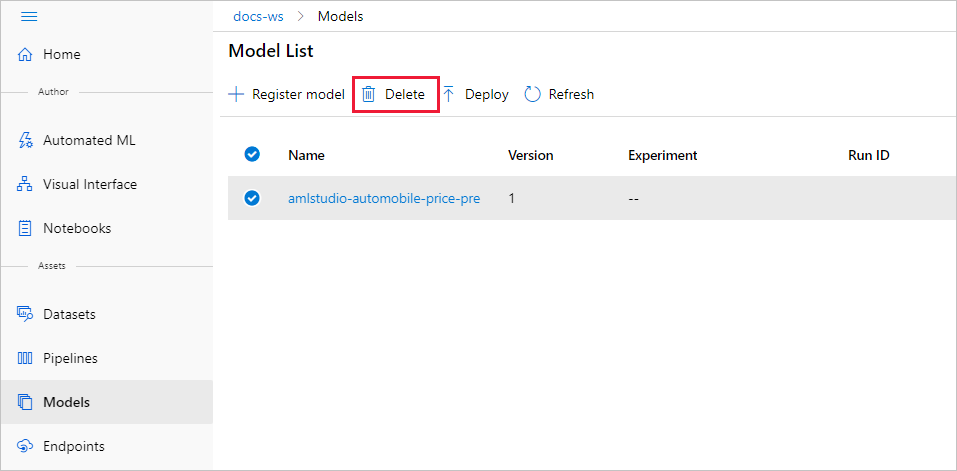 docs-ws > Models
Home
Author
Automated ML
Visual Interface
Notebooks
Assets
Datasets
Pipelines
Models
Endpoints
Model List
Register model Delete Deploy Refresh
Name Version Experiment Run ID
amlstudio-automobile-price-pre 1 --